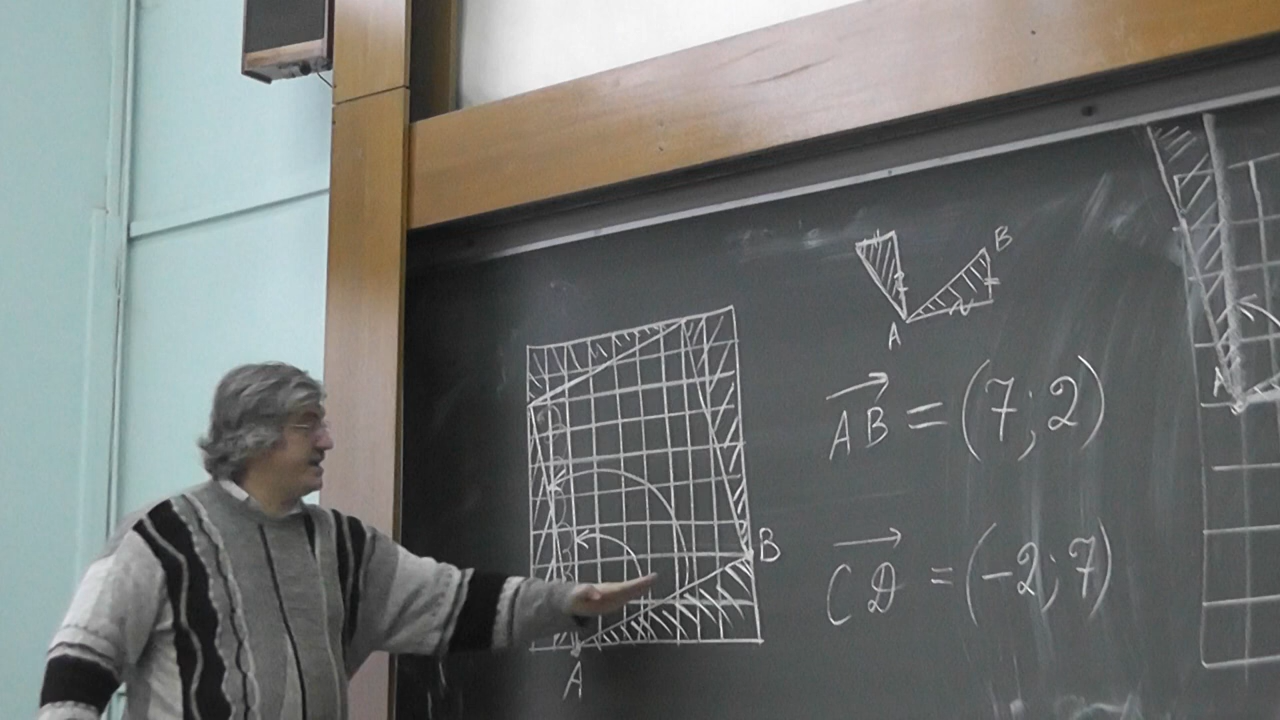 B
A
AB = (7; 2)
B
CD = (-2; 7)
A
A